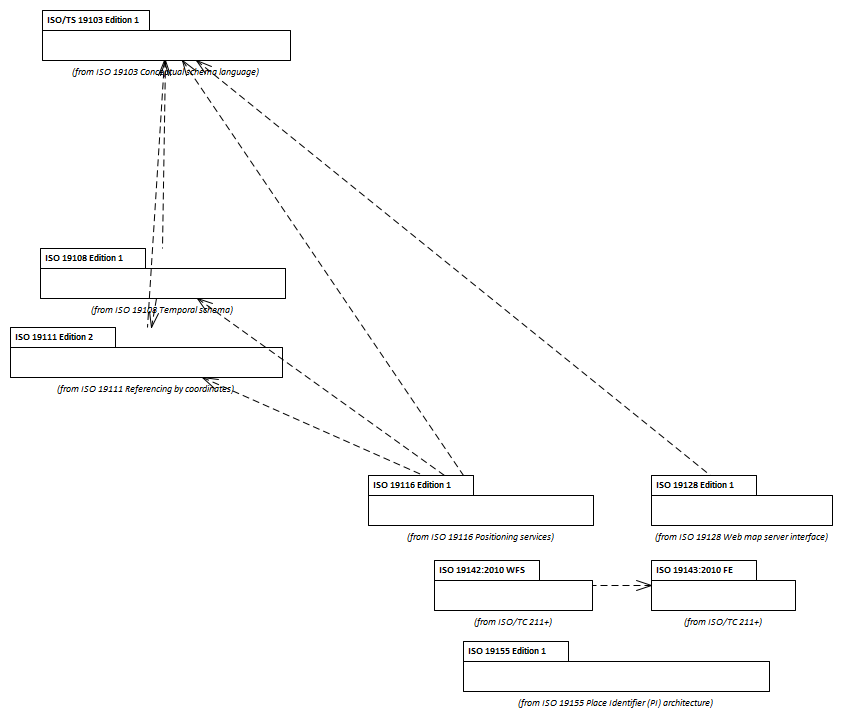 ISO/TS 19103 Edition 1
(from ISO 19103 Conceptual schema language)
ISO 19108 Edition 1
(from ISO 19108 Temporal schema)
ISO 19111 Edition 2
(from ISO 19111 Referencing by coordinates)
ISO 19116 Edition 1
(from ISO 19116 Positioning services)
ISO 19128 Edition 1
(from ISO 19128 Web map server interface)
ISO 19142:2010 WFS
(from ISO/TC 211+)
ISO 19143:2010 FE
(from ISO/TC 211+)
ISO 19155 Edition 1
(from ISO 19155 Place Identifier (PI) architecture)